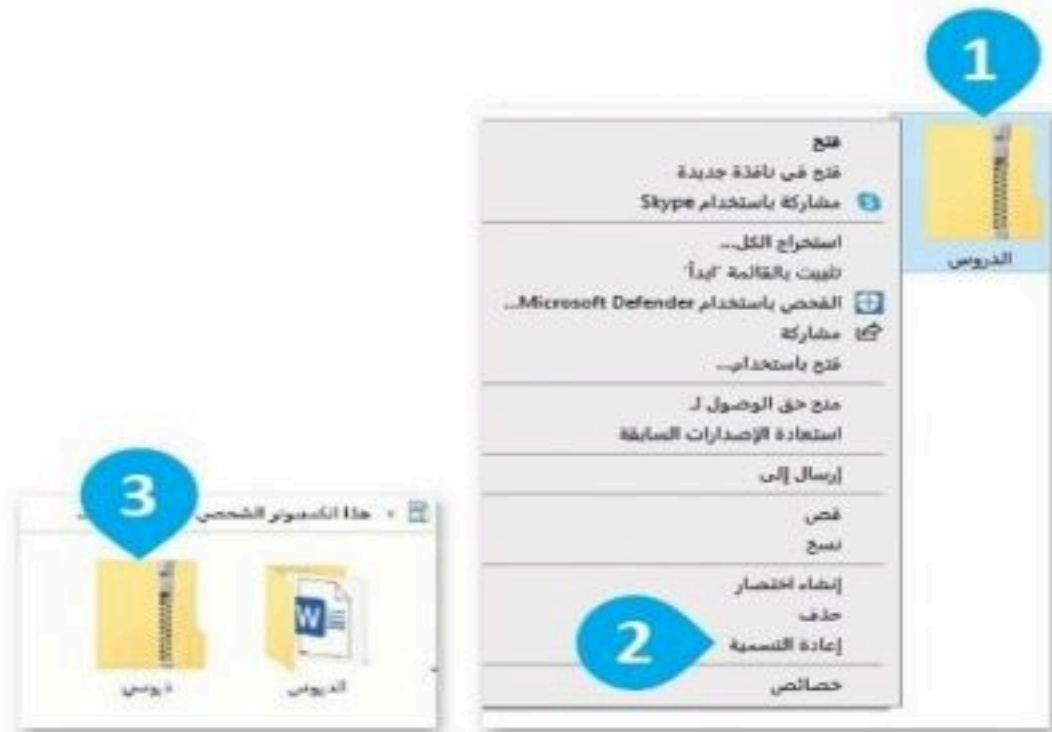 1
الدروس
فتح
فتح في نافذة جديدة
مشاركة باستخدام Skype
استخراج الكل...
تثبيت بالقائمة "ابدأ"
الفحص باستخدام Microsoft Defender...
مشاركة
فتح باستخدام...
منح حق الوصول لـ
استعادة الإصدارات السابقة
إرسال إلى
قص
نسخ
إنشاء اختصار
حذف
2
إعادة التسمية
خصائص
3
هذا الكمبيوتر الشخصي
W
الدروس
دروسي